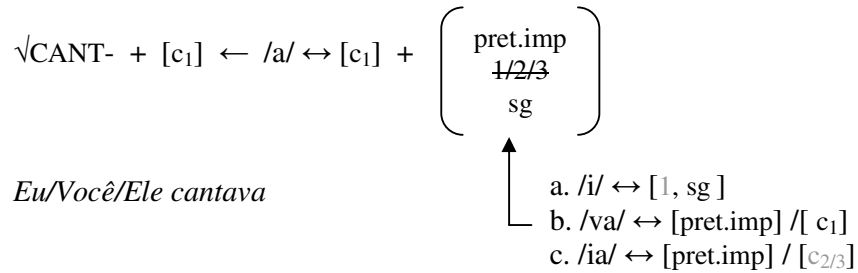 √CANT- + [c₁] ← /a/ ↔ [c₁] +
pret.imp
1/2/3
sg
Eu/Você/Ele cantava
a. /i/ ↔ [1, sg ]
b. /va/ ↔ [pret.imp] /[ c₁]
c. /ia/ ↔ [pret.imp] / [c₂/₃]